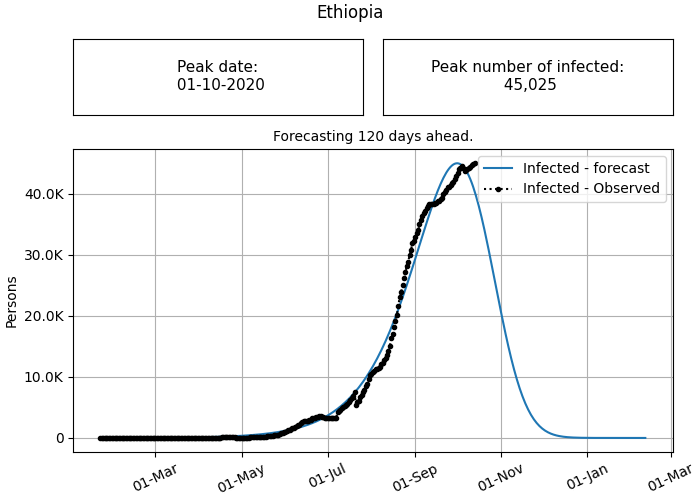 Ethiopia
Peak date:
01-10-2020
Peak number of infected:
45,025
Forecasting 120 days ahead.
Infected - forecast
Infected - Observed
40.0K
30.0K
20.0K
10.0K
0
Persons
01-Mar
01-May
01-Jul
01-Sep
01-Nov
01-Jan
01-Mar